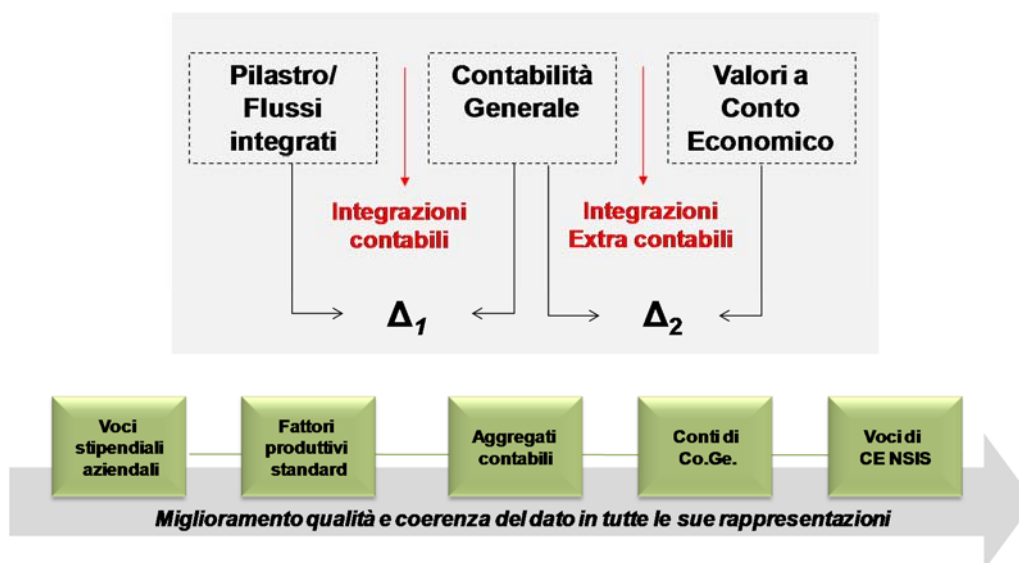 Pilastro/
Flussi
integrati
Contabilità
Generale
Valori a
Conto
Economico
Integrazioni
contabili
Integrazioni
Extra contabili
Δ1
Δ2
Voci
stipendiali
aziendali
Fattori
produttivi
standard
Aggregati
contabili
Conti di
Co.Ge.
Voci di
CE NSIS
Miglioramento qualità e coerenza del dato in tutte le sue rappresentazioni